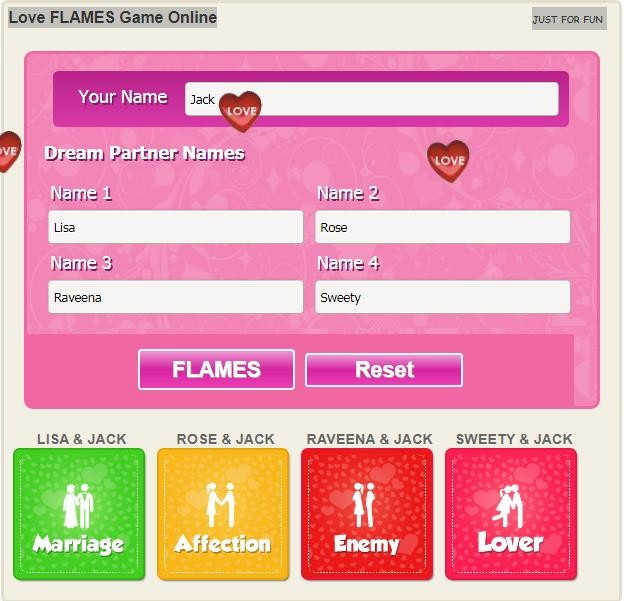 Love FLAMES Game Online
JUST FOR FUN
Your Name Jack
LOVE
LOVE
Dream Partner Names
Name 1 Name 2
Lisa Rose
Name 3 Name 4
Raveena Sweety
FLAMES Reset
LISA & JACK ROSE & JACK RAVEENA & JACK SWEETY & JACK
Marriage Affection Enemy Lover